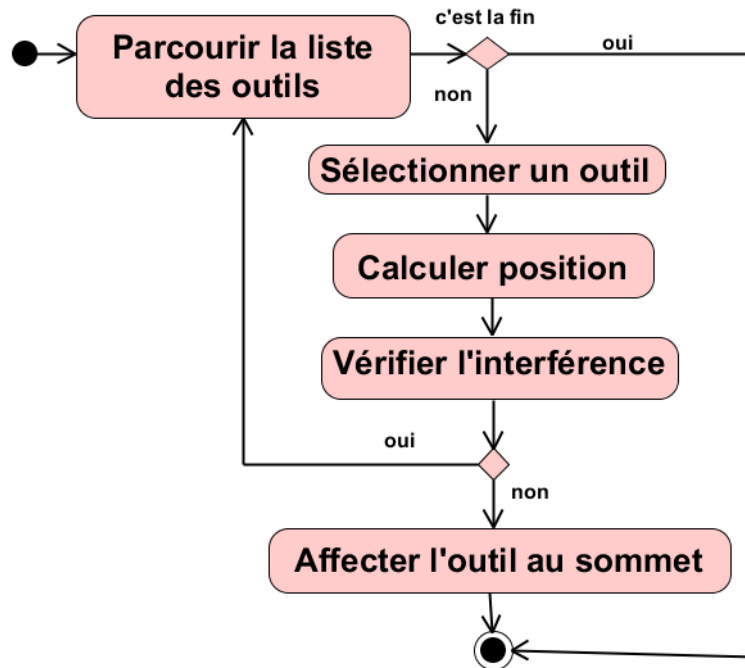 c'est la fin
Parcourir la liste
des outils
oui
non
Sélectionner un outil
Calculer position
Vérifier l'interférence
oui
non
Affecter l'outil au sommet